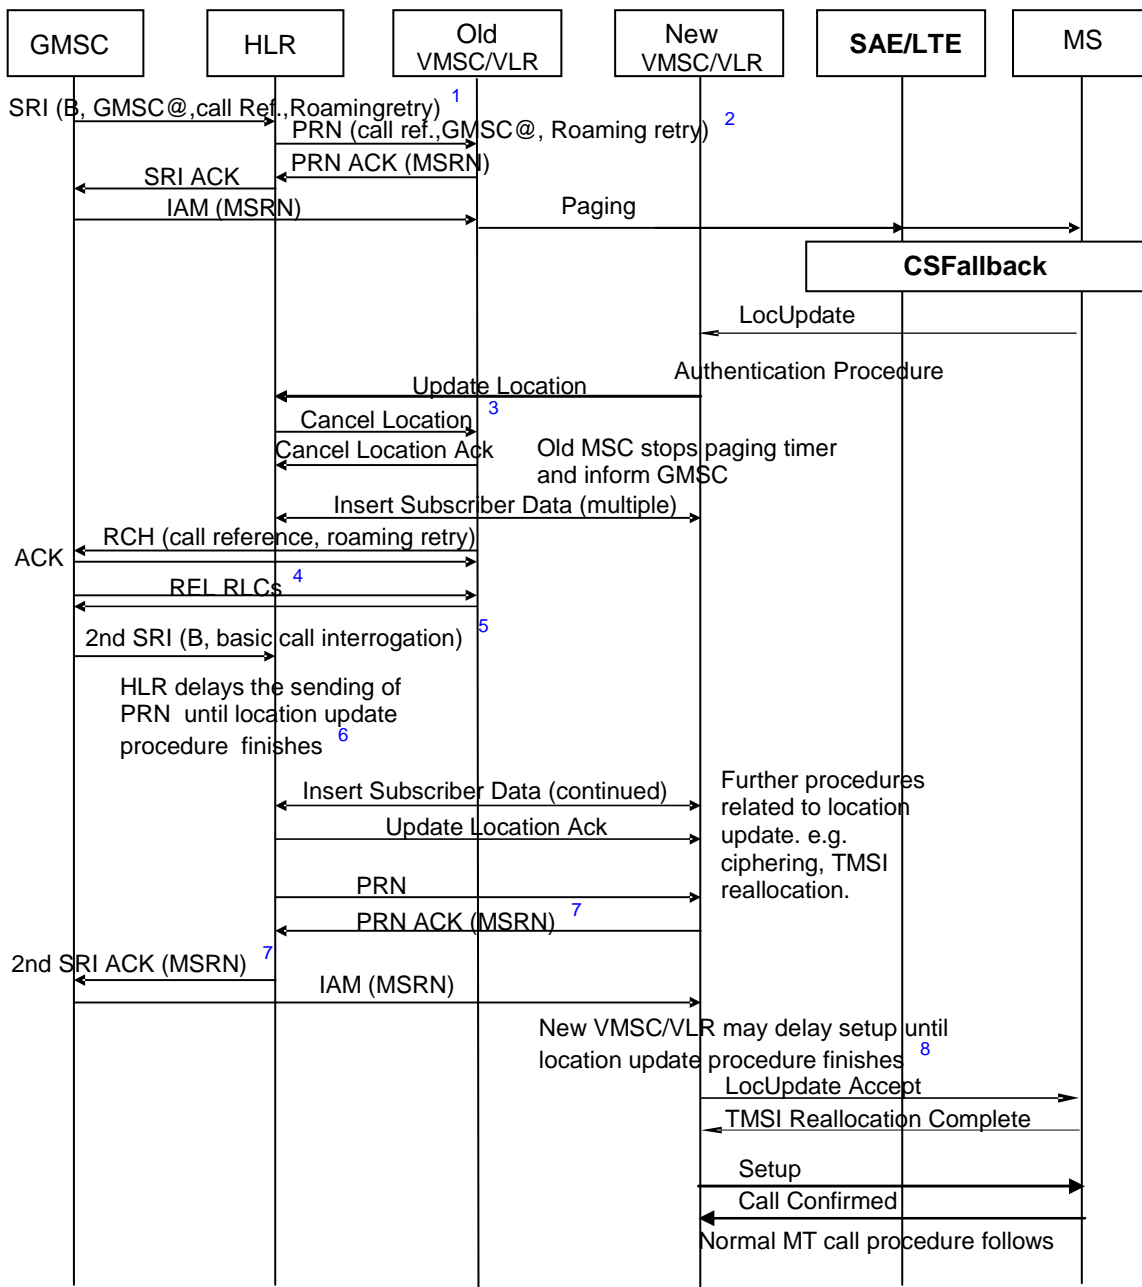 GMSC
HLR
Old
VMSC/VLR
New
VMSC/VLR
SAE/LTE
MS
SRI (B, GMSC@,call Ref.,Roamingretry) 1
PRN (call ref.,GMSC@, Roaming retry) 2
PRN ACK (MSRN)
SRI ACK
IAM (MSRN)
Paging
CSFallback
LocUpdate
Authentication Procedure
Update Location
Cancel Location 3
Cancel Location Ack
Old MSC stops paging timer
and inform GMSC
Insert Subscriber Data (multiple)
RCH (call reference, roaming retry)
ACK
REL RLCs 4
2nd SRI (B, basic call interrogation) 5
HLR delays the sending of
PRN until location update
procedure finishes 6
Further procedures
related to location
update. e.g.
ciphering, TMSI
reallocation.
Insert Subscriber Data (continued)
Update Location Ack
PRN
PRN ACK (MSRN) 7
2nd SRI ACK (MSRN) 7
IAM (MSRN)
New VMSC/VLR may delay setup until
location update procedure finishes 8
LocUpdate Accept
TMSI Reallocation Complete
Setup
Call Confirmed
Normal MT call procedure follows